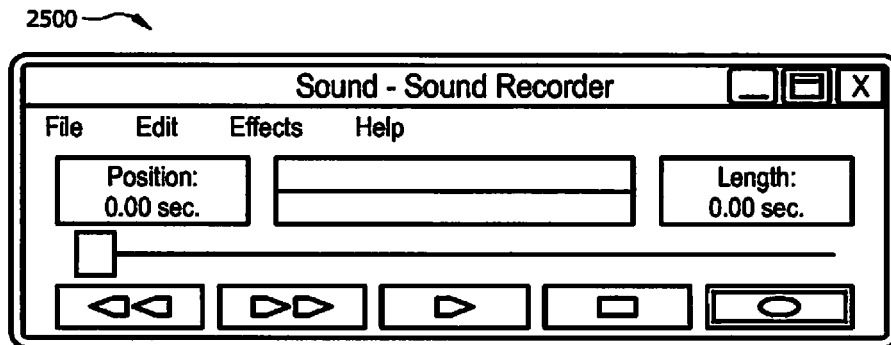 2500
Sound - Sound Recorder X
File Edit Effects Help
Position:
0.00 sec.
Length:
0.00 sec.